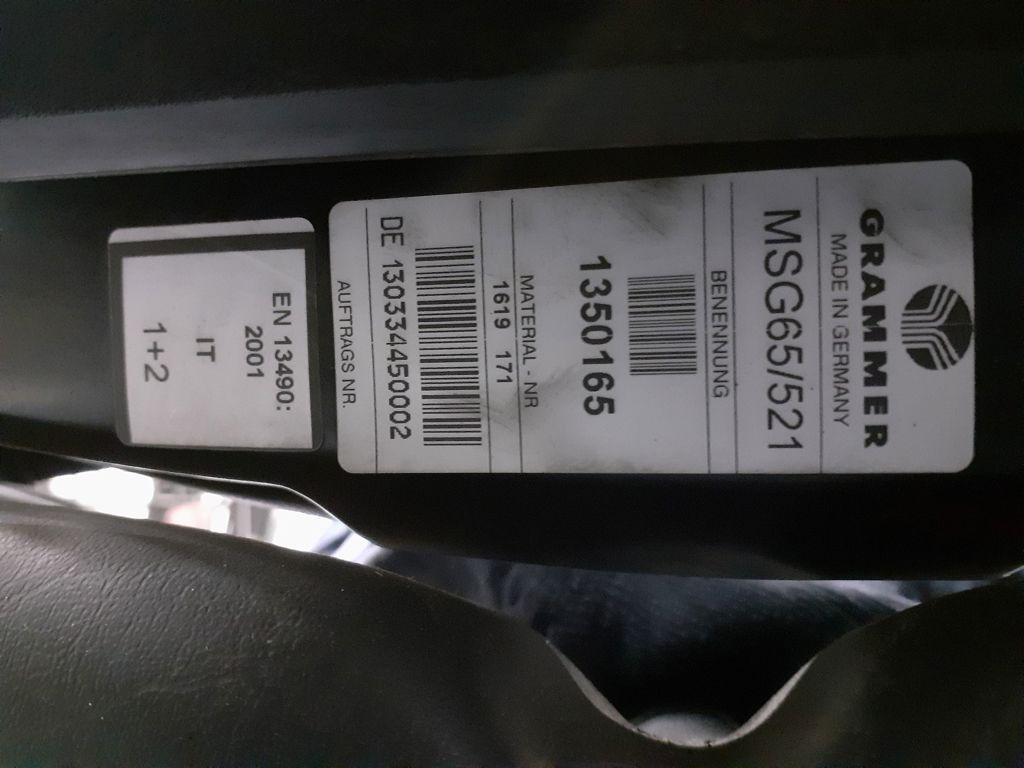 GRAMMER
MADE IN GERMANY
MSG65/521
BENENNUNG
1350165
MATERIAL - NR
1619 171
DE 1303344450002
AUFTRAGS NR.
EN 13490:
2001
IT
1+2